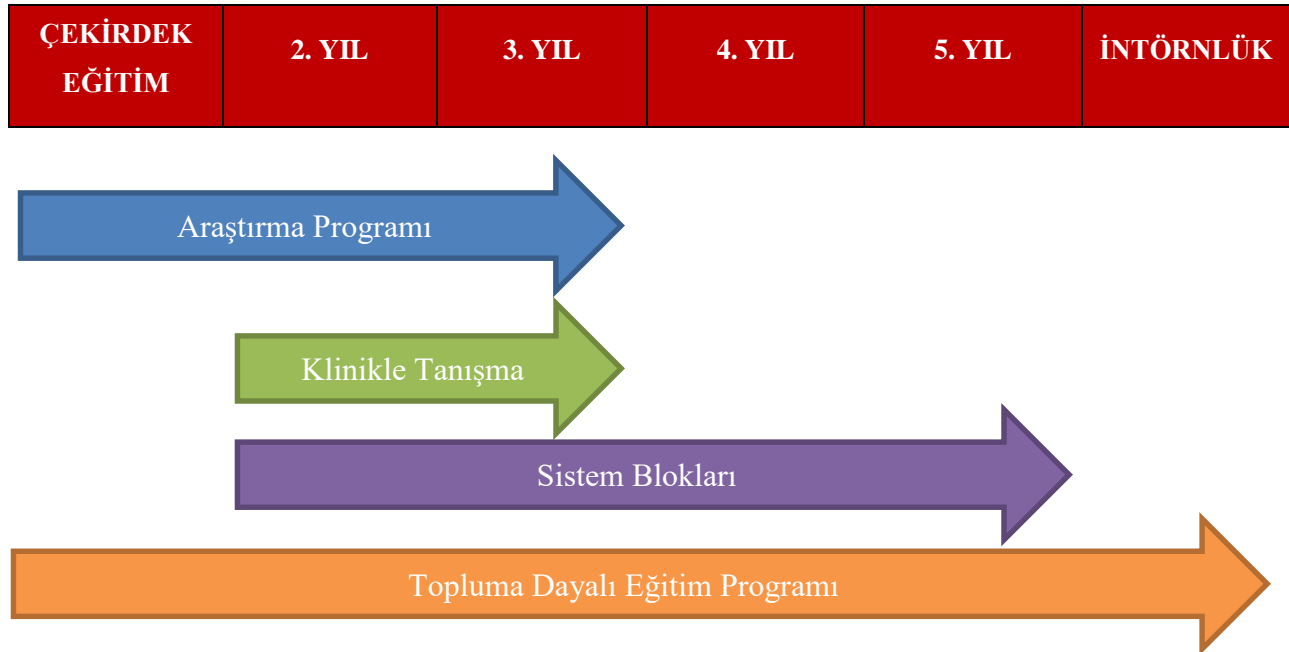 ÇEKİRDEK
EĞİTİM
2. YIL
3. YIL
4. YIL
5. YIL
İNTÖRNLÜK
Araştırma Programı
Klinikle Tanışma
Sistem Blokları
Topluma Dayalı Eğitim Programı